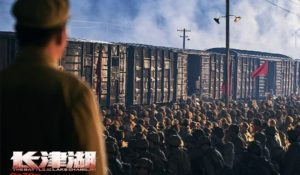 长津湖
THE BATTLE AT LAKE CHANGJIN